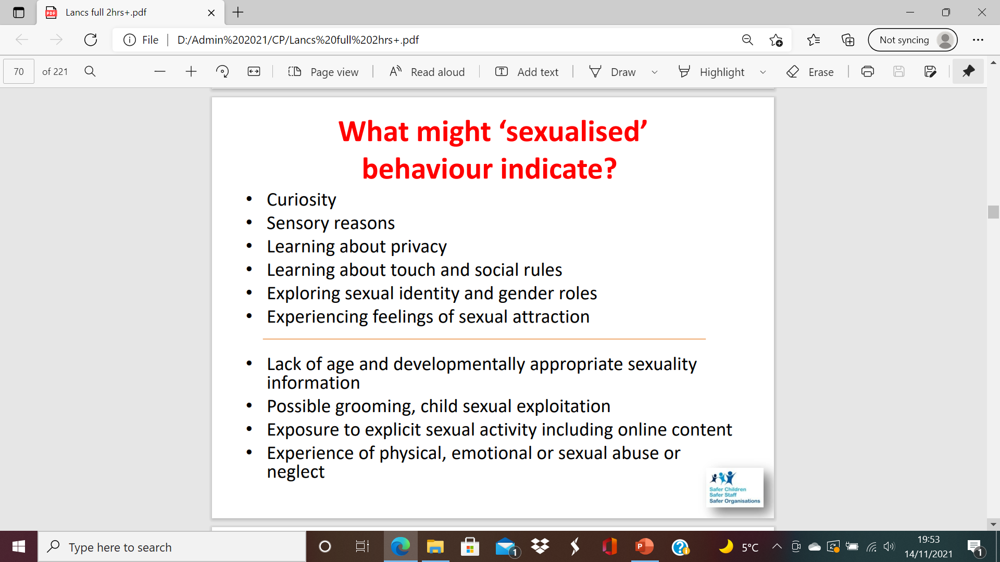 Lancs full 2hrs+.pdf
File
D:/Admin%202021/CP/Lancs%20full%202hrs+.pdf
Not syncing
70
of 221
Page view
Read aloud
Add text
Draw
Highlight
Erase
What might ‘sexualised’
behaviour indicate?
• Curiosity
• Sensory reasons
• Learning about privacy
• Learning about touch and social rules
• Exploring sexual identity and gender roles
• Experiencing feelings of sexual attraction
• Lack of age and developmentally appropriate sexuality
information
• Possible grooming, child sexual exploitation
• Exposure to explicit sexual activity including online content
• Experience of physical, emotional or sexual abuse or
neglect
Safer Children
Safer Staff
Safer Organisations
Type here to search
1
5°C
19:53
14/11/2021
1